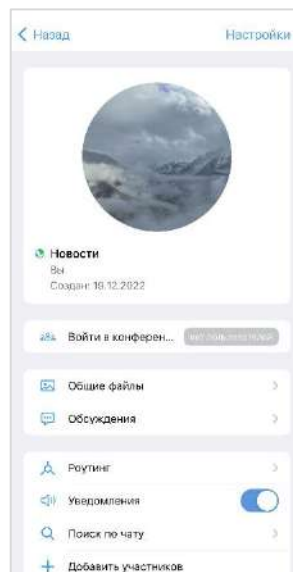 Назад
Настройки
Новости
Вы
Создан: 19.12.2022
Войти в конферен...
Общие файлы
Обсуждения
Роутинг
Уведомления
Поиск по чату
Добавить участников